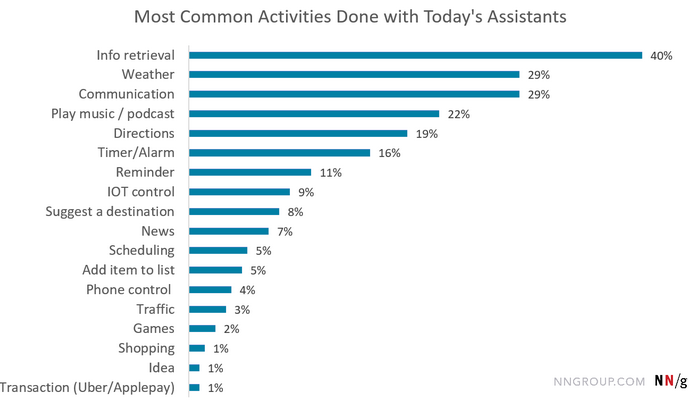 Most Common Activities Done with Today's Assistants
Info retrieval 40%
Weather 29%
Communication 29%
Play music / podcast 22%
Directions 19%
Timer/Alarm 16%
Reminder 11%
IOT control 9%
Suggest a destination 8%
News 7%
Scheduling 5%
Add item to list 5%
Phone control 4%
Traffic 3%
Games 2%
Shopping 1%
Idea 1%
Transaction (Uber/Applepay) 1%
NNGROUP.COM NN/g